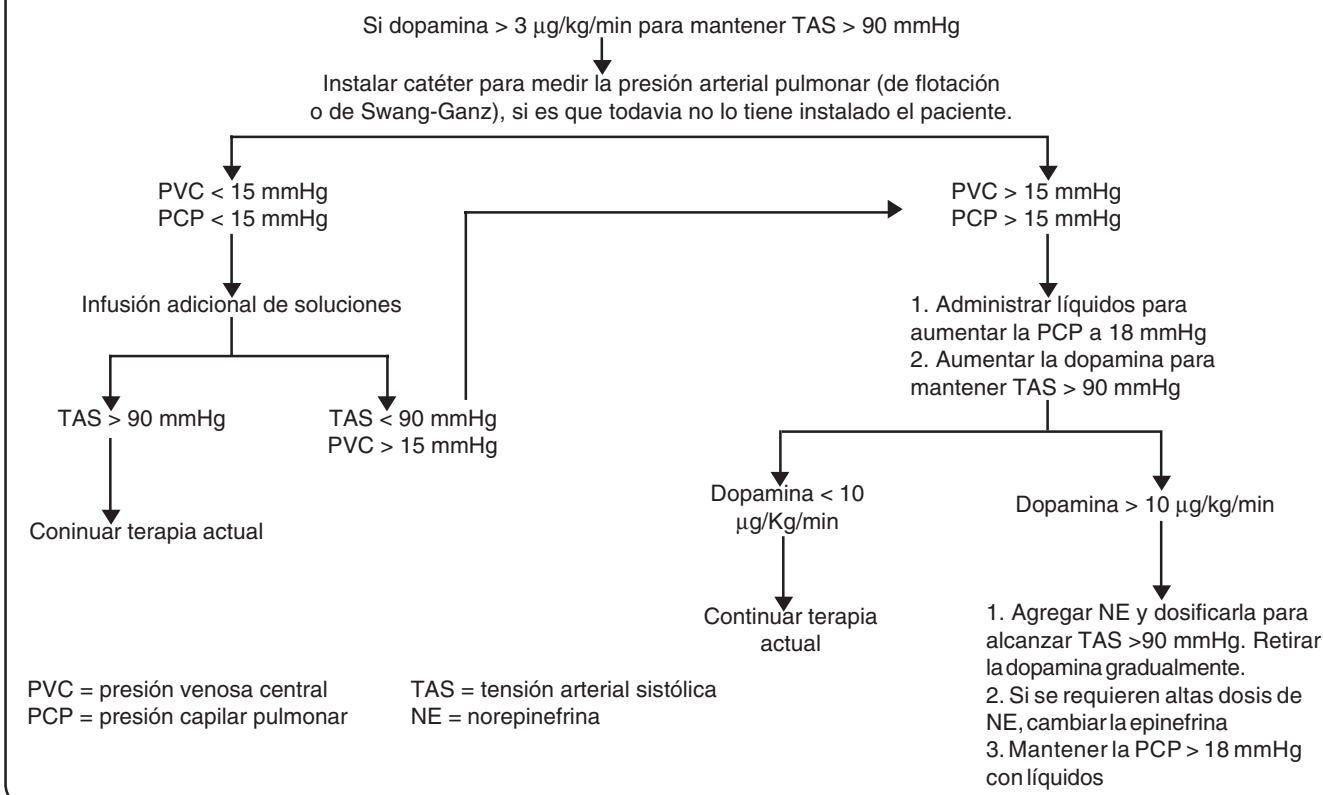 Si dopamina > 3 μg/kg/min para mantener TAS > 90 mmHg
Instalar catéter para medir la presión arterial pulmonar (de flotación
o de Swang-Ganz), si es que todavia no lo tiene instalado el paciente.
PVC < 15 mmHg
PCP < 15 mmHg
PVC > 15 mmHg
PCP > 15 mmHg
Infusión adicional de soluciones
1. Administrar líquidos para
aumentar la PCP a 18 mmHg
2. Aumentar la dopamina para
mantener TAS > 90 mmHg
TAS > 90 mmHg
TAS < 90 mmHg
PVC > 15 mmHg
Coninuar terapia actual
Dopamina < 10
μg/Kg/min
Dopamina > 10 μg/kg/min
Continuar terapia
actual
1. Agregar NE y dosificarla para
alcanzar TAS >90 mmHg. Retirar
la dopamina gradualmente.
2. Si se requieren altas dosis de
NE, cambiar la epinefrina
3. Mantener la PCP > 18 mmHg
con líquidos
PVC = presión venosa central
PCP = presión capilar pulmonar
TAS = tensión arterial sistólica
NE = norepinefrina